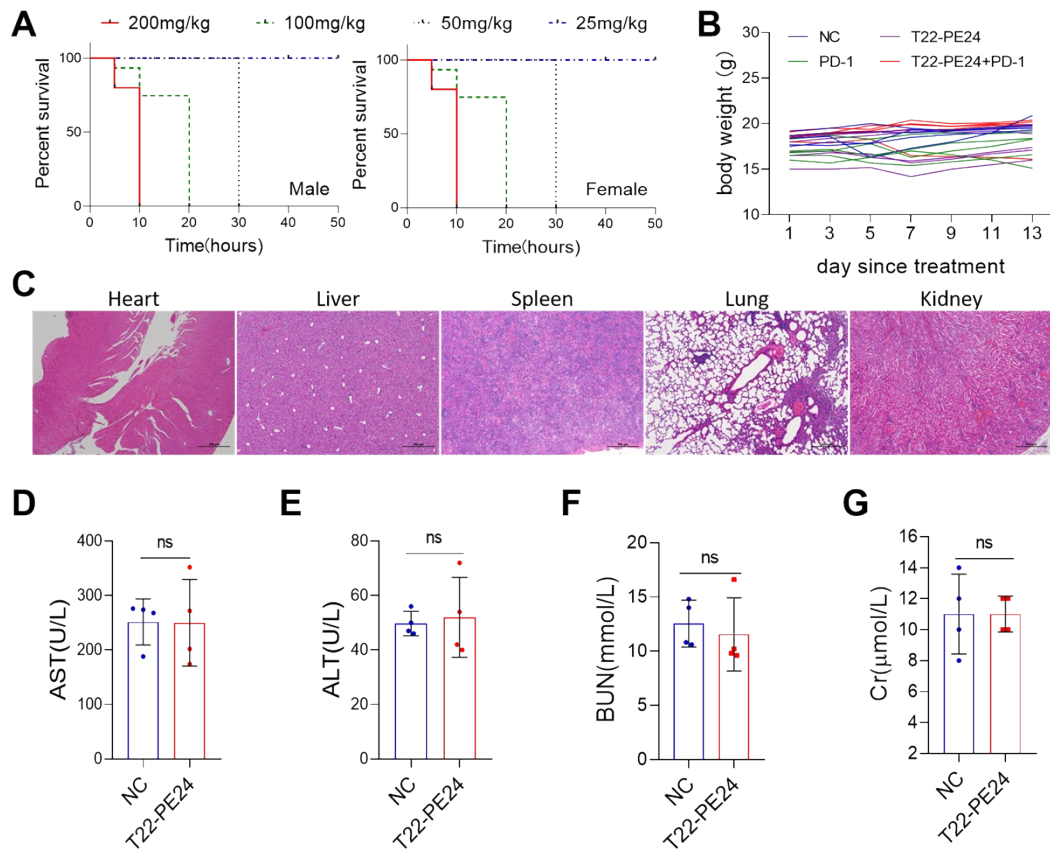 A
200mg/kg 100mg/kg 50mg/kg 25mg/kg
Percent survival
100
50
0
0 10 20 30 40 50
Time(hours)
Male
Percent survival
100
50
0
0 10 20 30 40 50
Time(hours)
Female
B
NC T22-PE24
PD-1 T22-PE24+PD-1
body weight (g)
30
25
20
15
10
1 3 5 7 9 11 13
day since treatment
C
Heart Liver Spleen Lung Kidney
D
AST(U/L)
400
300
200
100
0
ns
NC T22-PE24
E
ALT(U/L)
80
60
40
20
0
ns
NC T22-PE24
F
BUN(mmol/L)
20
15
10
5
0
ns
NC T22-PE24
G
Cr(μmmol/L)
16
14
12
10
8
6
4
2
ns
NC T22-PE24